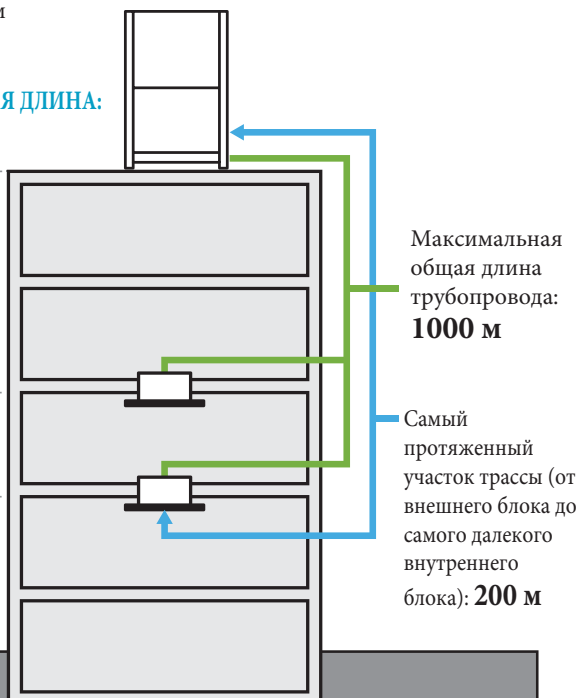 м
Я ДЛИНА:
Максимальная
общая длина
трубопровода:
1000 м
Самый
протяженный
участок трассы (от
внешнего блока до
самого далекого
внутреннего
блока): 200 м